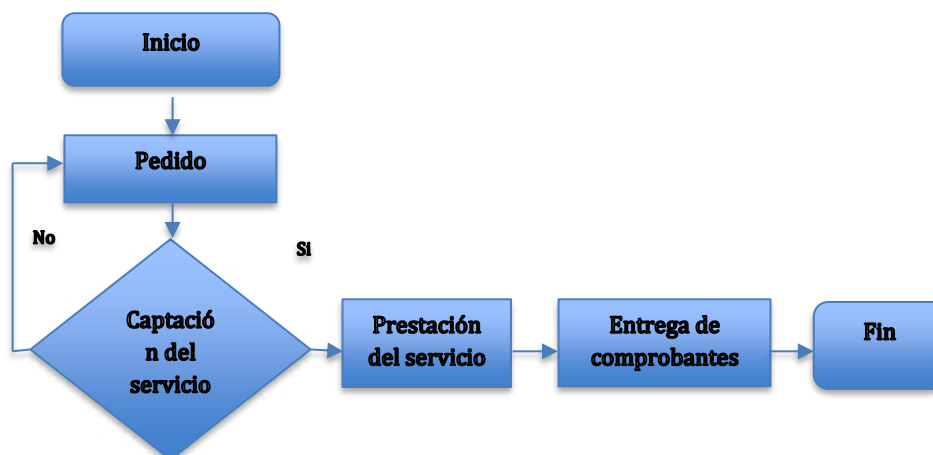 Inicio
Pedido
No
Si
Captació
n del
servicio
Prestación
del servicio
Entrega de
comprobantes
Fin